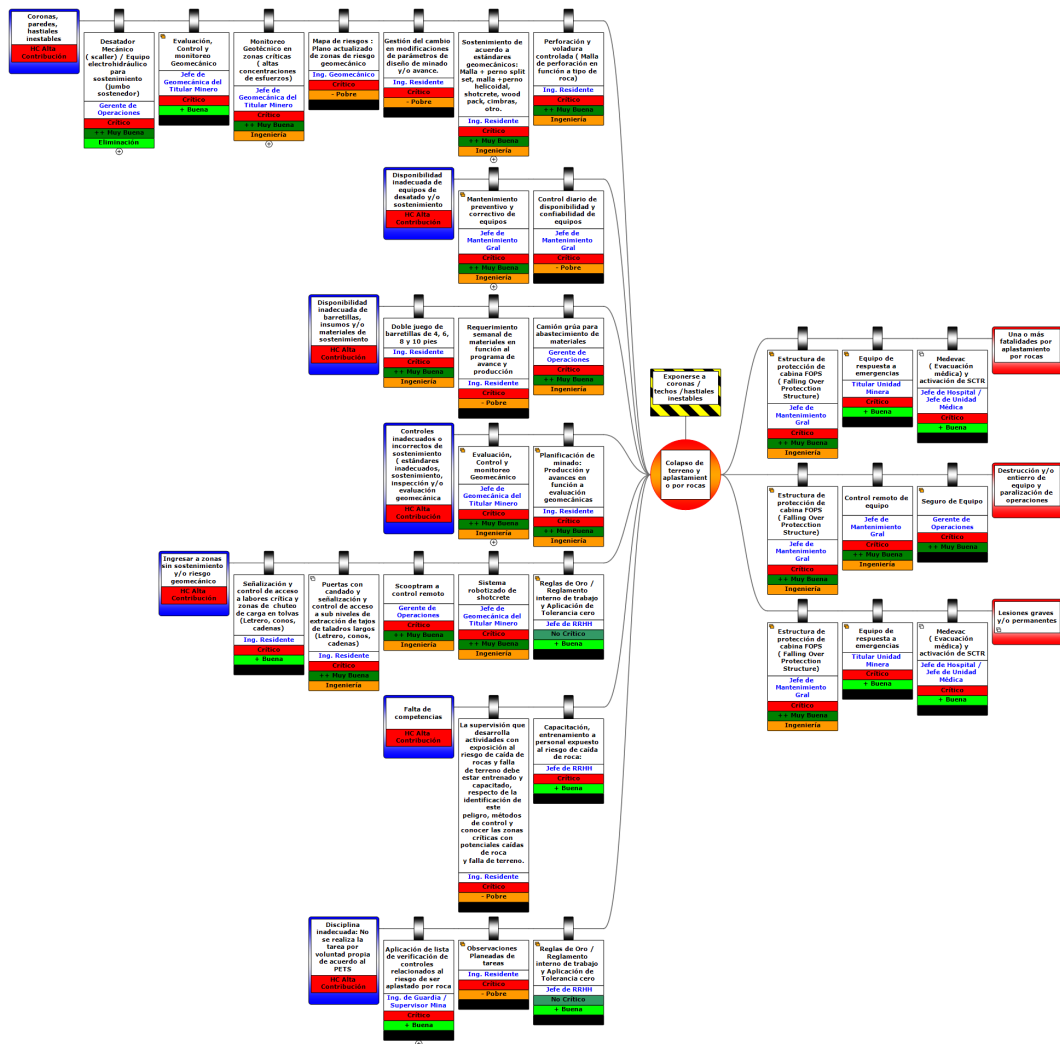 Coronas,
paredes,
hastiales
inestables
HC Alta
Contribución
Desatador
Mecánico
( scaller) / Equipo
electrohidráulico
para
sostenimiento
(jumbo
sostenedor)
Gerente de
Operaciones
Crítico
++ Muy Buena
Eliminación
Evaluación,
Control y
monitoreo
Geomecánico
Jefe de
Geomecánica del
Titular Minero
Crítico
+ Buena
Monitoreo
Geotécnico en
zonas críticas
( altas
concentraciones
de esfuerzos)
Jefe de
Geomecánica del
Titular Minero
Crítico
++ Muy Buena
Ingeniería
Mapa de riesgos :
Plano actualizado
de zonas de riesgo
geomecánico
Ing. Geomecánico
Crítico
- Pobre
Gestión del cambio
en modificaciones
de parámetros de
diseño de minado
y/o avance.
Ing. Residente
Crítico
- Pobre
Sostenimiento de
acuerdo a
estándares
geomecánicos:
Malla + perno split
set, malla +perno
helicoidal,
shotcrete, wood
pack, cimbras,
otro.
Ing. Residente
Crítico
++ Muy Buena
Ingeniería
Perforación y
voladura
controlada ( Malla
de perforación en
función a tipo de
roca)
Ing. Residente
Crítico
++ Muy Buena
Ingeniería
Disponibilidad
inadecuada de
equipos de
desatado y/o
sostenimiento
HC Alta
Contribución
Mantenimiento
preventivo y
correctivo de
equipos
Jefe de
Mantenimiento
Gral
Crítico
++ Muy Buena
Ingeniería
Control diario de
disponibilidad y
confiabilidad de
equipos
Jefe de
Mantenimiento
Gral
Crítico
- Pobre
Disponibilidad
inadecuada de
barretillas,
insumos y/o
materiales de
sostenimiento
HC Alta
Contribución
Doble juego de
barretillas de 4, 6,
8 y 10 pies
Ing. Residente
Crítico
++ Muy Buena
Ingeniería
Requerimiento
semanal de
materiales en
función al
programa de
avance y
producción
Ing. Residente
Crítico
- Pobre
Camión grúa para
abastecimiento de
materiales
Gerente de
Operaciones
Crítico
++ Muy Buena
Controles
inadecuados o
incorrectos de
sostenimiento
( estándares
inadecuados,
sostenimiento,
inspección y/o
evaluación
geomecánica
HC Alta
Contribución
Evaluación,
Control y
monitoreo
Geomecánico
Jefe de
Geomecánica del
Titular Minero
Crítico
++ Muy Buena
Ingeniería
Planificación de
minado:
Producción y
avances en
función a
evaluación
geomecánicas
Ing. Residente
Crítico
++ Muy Buena
Ingeniería
Ingresar a zonas
sin sostenimiento
y/o riesgo
geomecánico
HC Alta
Contribución
Señalización y
control de acceso
a labores crítica y
zonas de chuteo
de carga en tolvas
(Letrero, conos,
cadenas)
Ing. Residente
Crítico
+ Buena
Puertas con
candado y
señalización y
control de acceso
a sub niveles de
extracción de tajos
de taladros largos
(Letrero, conos,
cadenas)
Ing. Residente
Crítico
++ Muy Buena
Ingeniería
Scooptram a
control remoto
Gerente de
Operaciones
Crítico
++ Muy Buena
Ingeniería
Sistema
robotizado de
shotcrete
Jefe de
Geomecánica del
Titular Minero
Crítico
++ Muy Buena
Ingeniería
Reglas de Oro /
Reglamento
interno de trabajo
y Aplicación de
Tolerancia cero
Jefe de RRHH
No Crítico
+ Buena
Falta de
competencias
HC Alta
Contribución
La supervisión que
desarrolla
actividades con
exposición al
riesgo de caída de
rocas y falla
de terreno debe
estar entrenado y
capacitado,
respecto de la
identificación de
este
peligro, métodos
de control y
conocer las zonas
críticas con
potenciales caídas
de roca
y falla de terreno.
Ing. Residente
Crítico
- Pobre
Capacitación,
entrenamiento a
personal expuesto
al riesgo de caída
de roca:
Jefe de RRHH
Crítico
+ Buena
Disciplina
inadecuada: No
se realiza la
tarea por
voluntad propia
de acuerdo al
PETS
HC Alta
Contribución
Aplicación de lista
de verificación de
controles
relacionados al
riesgo de ser
aplastado por roca
Ing. de Guardia /
Supervisor Mina
Crítico
+ Buena
Observaciones
Planeadas de
tareas
Ing. Residente
Crítico
- Pobre
Reglas de Oro /
Reglamento
interno de trabajo
y Aplicación de
Tolerancia cero
Jefe de RRHH
No Crítico
+ Buena
Exponerse a
coronas /
techos /hastiales
inestables
Colapso de
terreno y
aplastamient
o por rocas
Estructura de
protección de
cabina FOPS
( Falling Over
Protecction
Structure)
Jefe de
Mantenimiento
Gral
Crítico
++ Muy Buena
Ingeniería
Equipo de
respuesta a
emergencias
Titular Unidad
Minera
Crítico
+ Buena
Medevac
( Evacuación
médica) y
activación de SCTR
Jefe de Hospital /
Jefe de Unidad
Médica
Crítico
+ Buena
Una o más
fatalidades por
aplastamiento
por rocas
Estructura de
protección de
cabina FOPS
( Falling Over
Protecction
Structure)
Jefe de
Mantenimiento
Gral
Crítico
++ Muy Buena
Ingeniería
Control remoto de
equipo
Jefe de
Mantenimiento
Gral
Crítico
++ Muy Buena
Ingeniería
Seguro de Equipo
Gerente de
Operaciones
Crítico
++ Muy Buena
Destrucción y/o
entierro de
equipo y
paralización de
operaciones
Estructura de
protección de
cabina FOPS
( Falling Over
Protecction
Structure)
Jefe de
Mantenimiento
Gral
Crítico
++ Muy Buena
Ingeniería
Equipo de
respuesta a
emergencias
Titular Unidad
Minera
Crítico
+ Buena
Medevac
( Evacuación
médica) y
activación de SCTR
Jefe de Hospital /
Jefe de Unidad
Médica
Crítico
+ Buena
Lesiones graves
y/o permanentes